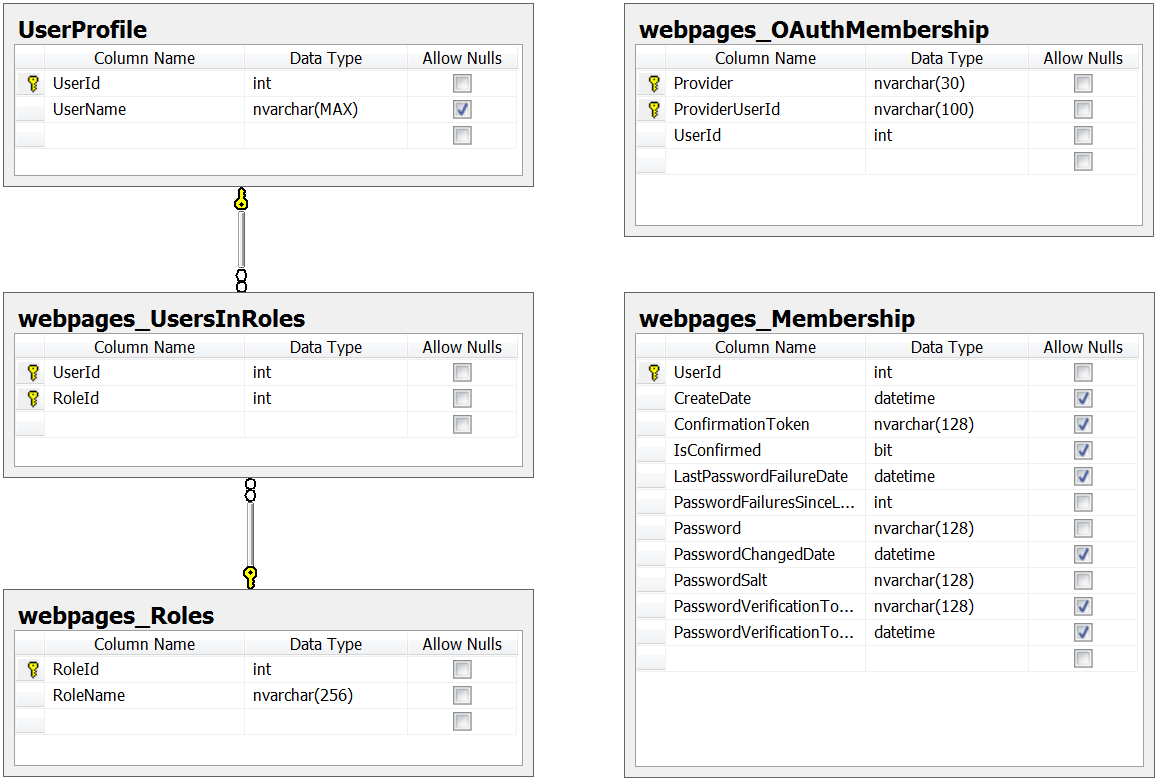 UserProfile
Column Name Data Type Allow Nulls
UserId int
UserName nvarchar(MAX)
webpages_OAuthMembership
Column Name Data Type Allow Nulls
Provider nvarchar(30)
ProviderUserId nvarchar(100)
UserId int
webpages_UsersInRoles
Column Name Data Type Allow Nulls
UserId int
RoleId int
webpages_Membership
Column Name Data Type Allow Nulls
UserId int
CreateDate datetime
ConfirmationToken nvarchar(128)
IsConfirmed bit
LastPasswordFailureDate datetime
PasswordFailuresSinceL... int
Password nvarchar(128)
PasswordChangedDate datetime
PasswordSalt nvarchar(128)
PasswordVerificationTo... nvarchar(128)
PasswordVerificationTo... datetime
webpages_Roles
Column Name Data Type Allow Nulls
RoleId int
RoleName nvarchar(256)